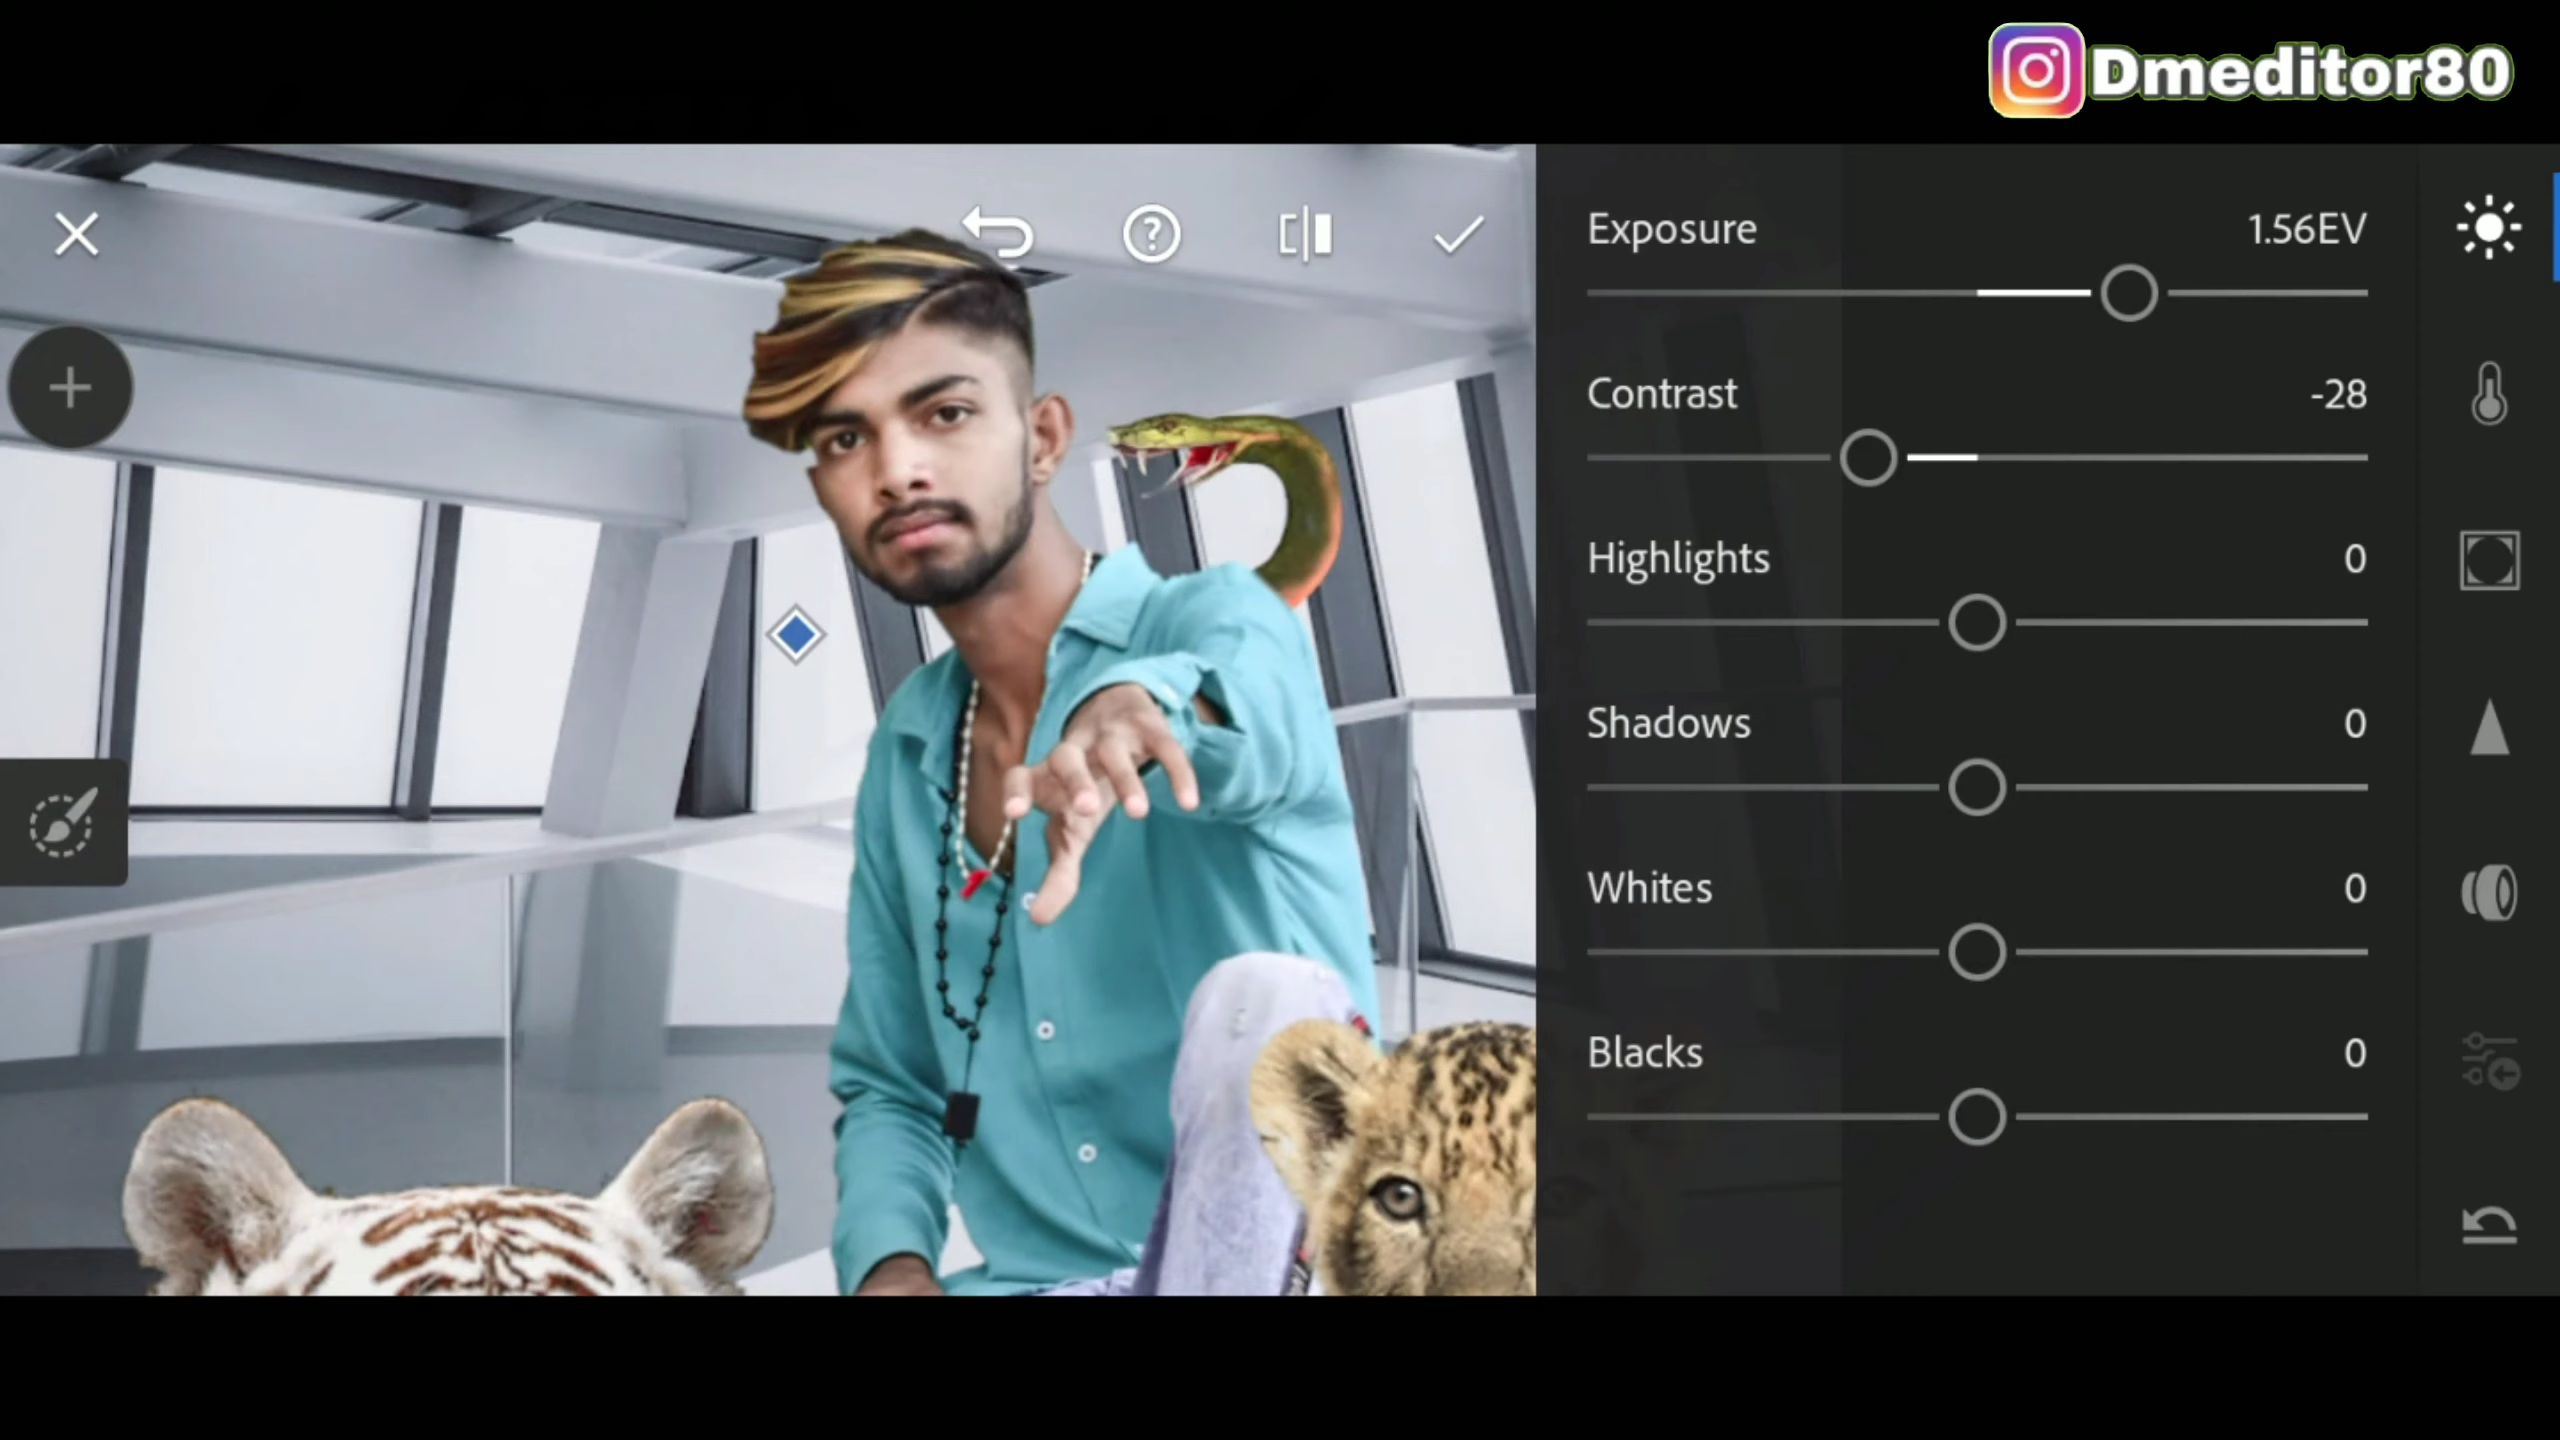 Dmeditor80
Exposure 1.56EV
Contrast -28
Highlights 0
Shadows 0
Whites 0
Blacks 0